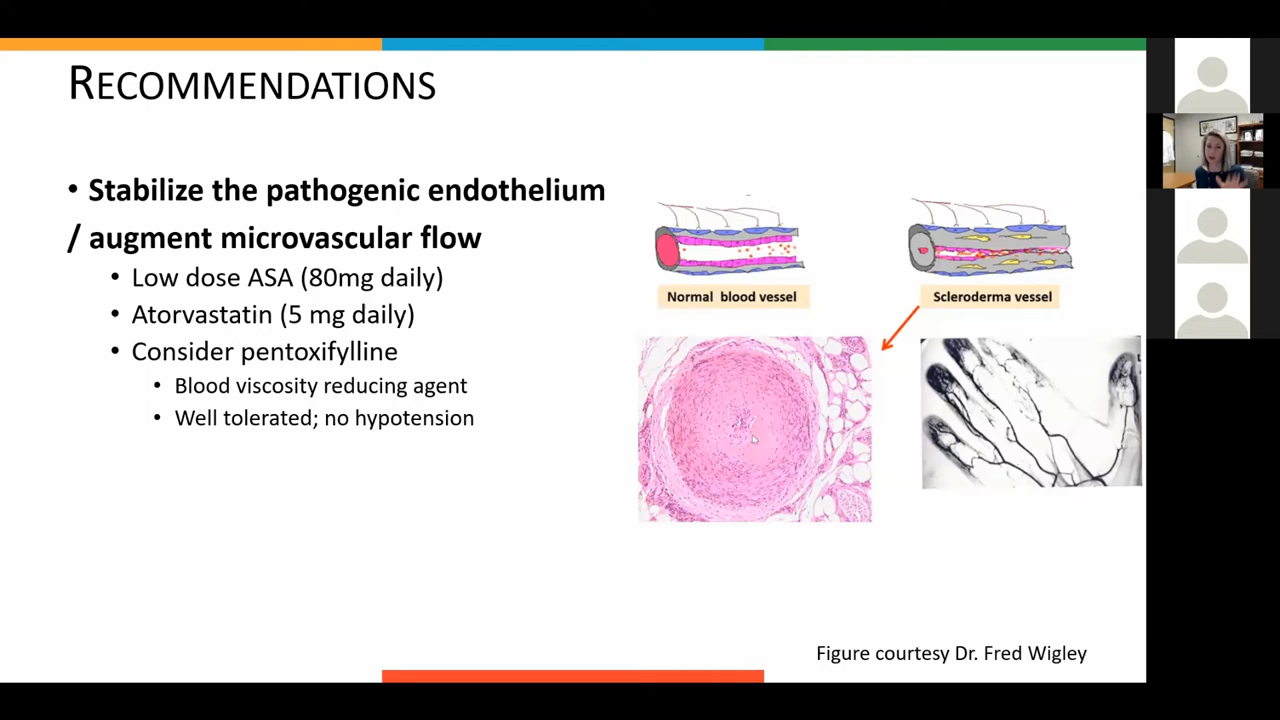 RECOMMENDATIONS
• Stabilize the pathogenic endothelium
/ augment microvascular flow
• Low dose ASA (80mg daily)
• Atorvastatin (5 mg daily)
• Consider pentoxifylline
• Blood viscosity reducing agent
• Well tolerated; no hypotension
Normal blood vessel
Scleroderma vessel
Figure courtesy Dr. Fred Wigley